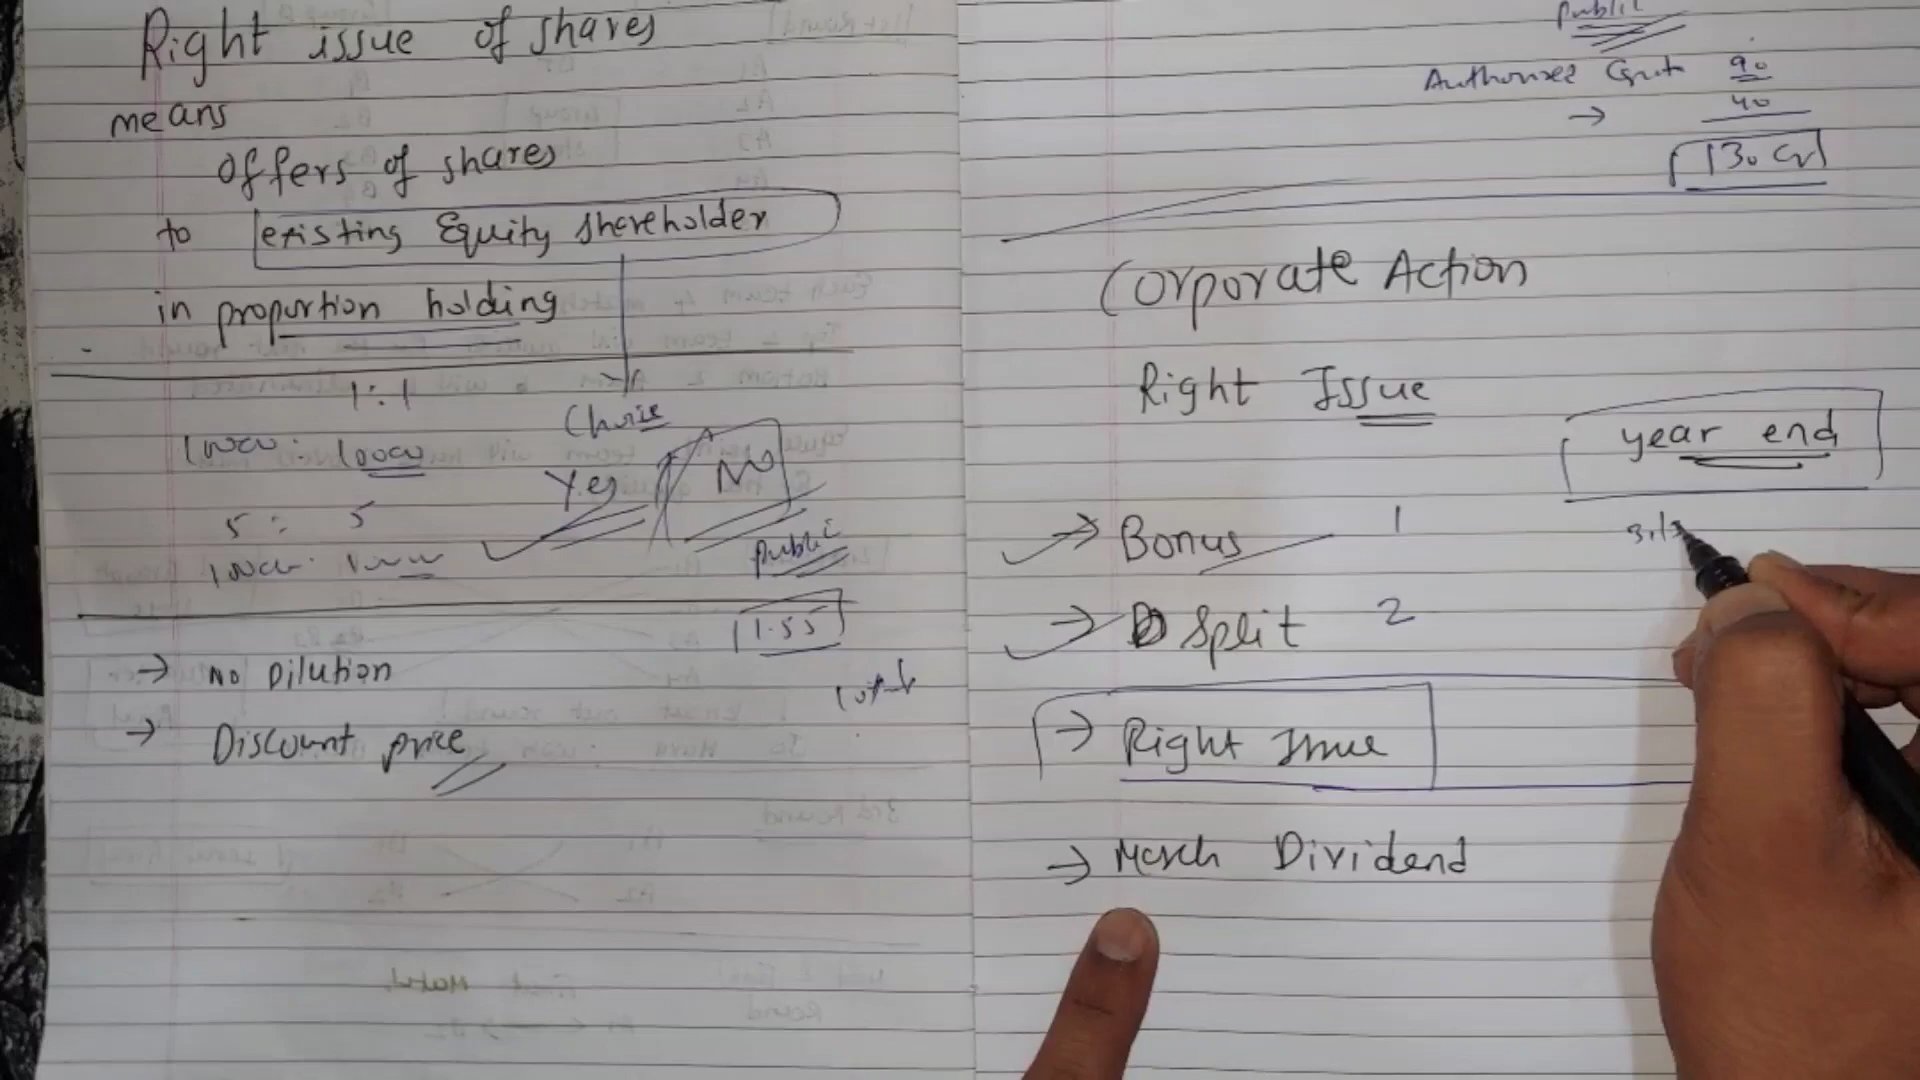 Right issue of shares
means
offers of shares
to existing Equity shareholder
in proportion holding
1:1
Choice
Yes No
5 : 5
Public
1.55
→ No Dilution
→ Discount price
Public
90
→ 40
130 Cr
Corporate Action
Right Issue
year end
→ Bonus 1
→ Split 2
→ Right Issue
→ March Dividend